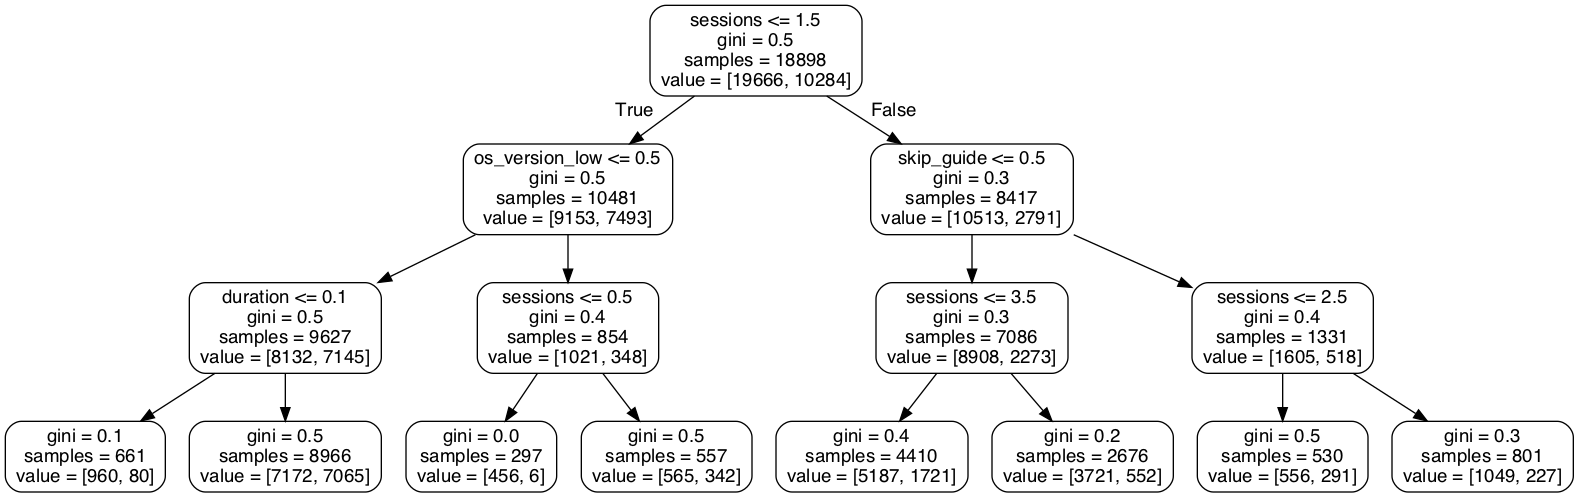 sessions <= 1.5
gini = 0.5
samples = 18898
value = [19666, 10284]
True
False
os_version_low <= 0.5
gini = 0.5
samples = 10481
value = [9153, 7493]
skip_guide <= 0.5
gini = 0.3
samples = 8417
value = [10513, 2791]
duration <= 0.1
gini = 0.5
samples = 9627
value = [8132, 7145]
sessions <= 0.5
gini = 0.4
samples = 854
value = [1021, 348]
sessions <= 3.5
gini = 0.3
samples = 7086
value = [8908, 2273]
sessions <= 2.5
gini = 0.4
samples = 1331
value = [1605, 518]
gini = 0.1
samples = 661
value = [960, 80]
gini = 0.5
samples = 8966
value = [7172, 7065]
gini = 0.0
samples = 297
value = [456, 6]
gini = 0.5
samples = 557
value = [565, 342]
gini = 0.4
samples = 4410
value = [5187, 1721]
gini = 0.2
samples = 2676
value = [3721, 552]
gini = 0.5
samples = 530
value = [556, 291]
gini = 0.3
samples = 801
value = [1049, 227]